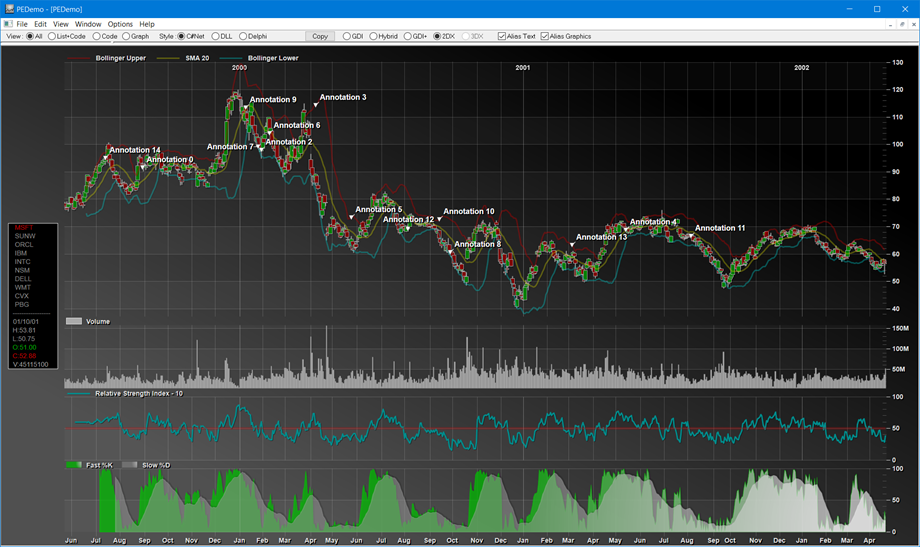 PEDemo - [PEDemo]
File Edit View Window Options Help
View: All List+Code Code Graph Style C#Net DLL Delphi Copy GDI Hybrid GDI+ 2DX 3DX Alias Text Alias Graphics
Bollinger Upper SMA 20 Bollinger Lower
2000 2001 2002
130
120
110
100
90
80
70
60
50
40
Annotation 9
Annotation 3
Annotation 6
Annotation 2
Annotation 7
Annotation 14
Annotation 0
Annotation 5
Annotation 10
Annotation 12
Annotation 8
Annotation 13
Annotation 4
Annotation 11
MSFT
SUNW
ORCL
IBM
INTC
NSM
DELL
WMT
CVX
PBG
01/10/01
H:53.81
L:50.75
O:51.00
V:45115100
Volume
150M
100M
50M
Relative Strength Index - 10
100
50
0
Fast %K Slow %D
100
50
0
Jun Jul Aug Sep Oct Nov Dec Jan Feb Mar Apr May Jun Jul Aug Sep Oct Nov Dec Jan Feb Mar Apr May Jun Jul Aug Sep Oct Nov Dec Jan Feb Mar Apr